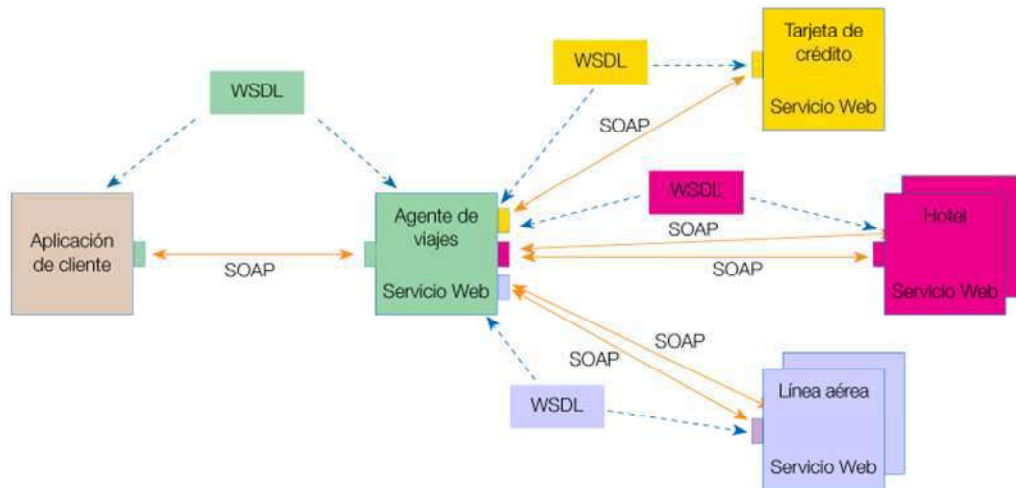 Tarjeta de
crédito
Servicio Web
WSDL
WSDL
SOAP
WSDL
Aplicación
de cliente
SOAP
Agente de
viajes
Servicio Web
Hotel
Servicio Web
SOAP
SOAP
SOAP
SOAP
WSDL
Línea aérea
Servicio Web